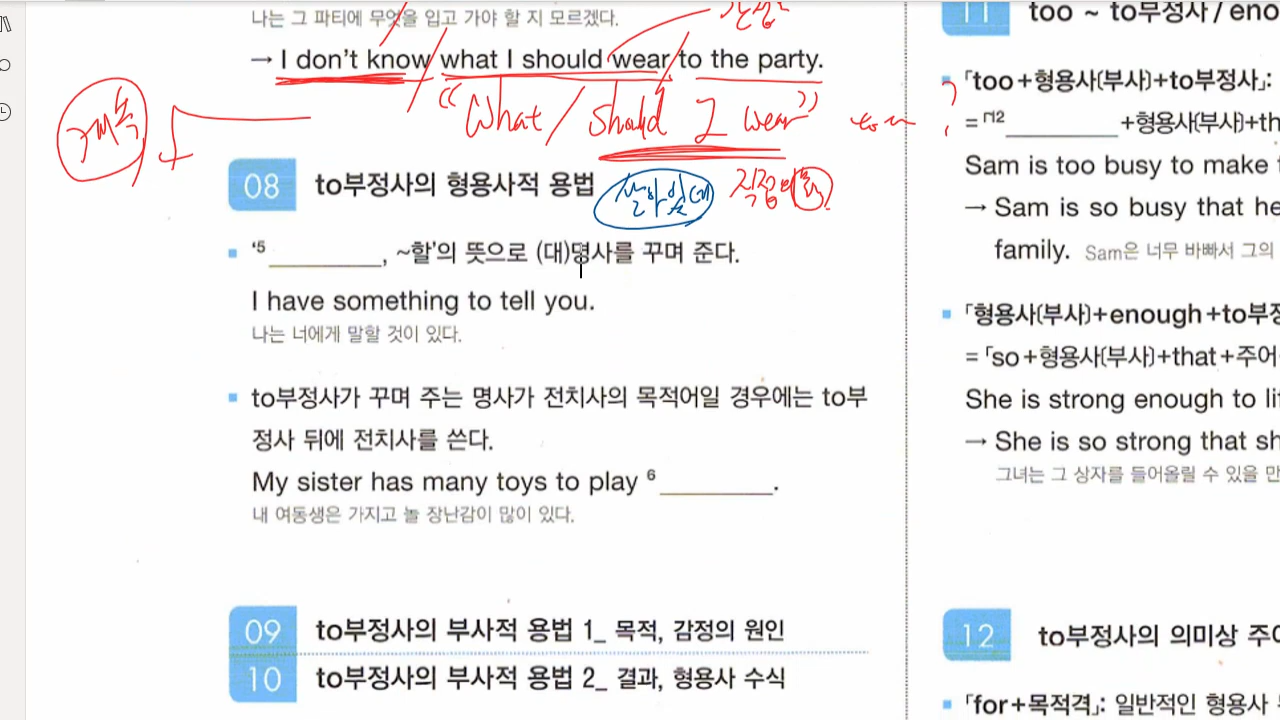 나는 그 파티에 무엇을 입고 가야 할 지 모르겠다.
→ I don't know what I should wear to the party.
"What / should I wear"
08 to부정사의 형용사적 용법
'5 ________, ~할'의 뜻으로 (대)명사를 꾸며 준다.
I have something to tell you.
나는 너에게 말할 것이 있다.
to부정사가 꾸며 주는 명사가 전치사의 목적어일 경우에는 to부
정사 뒤에 전치사를 쓴다.
My sister has many toys to play 6 ________.
내 여동생은 가지고 놀 장난감이 많이 있다.
09 to부정사의 부사적 용법 1_ 목적, 감정의 원인
10 to부정사의 부사적 용법 2_ 결과, 형용사 수식
11 too ~ to부정사 / eno
「too+형용사(부사)+to부정사」:
=「12 ________ +형용사(부사)+th
Sam is too busy to make
→ Sam is so busy that he
family. Sam은 너무 바빠서 그의
「형용사(부사)+enough+to부정
=「so+형용사(부사)+that+주어
She is strong enough to li
→ She is so strong that sh
그녀는 그 상자를 들어올릴 수 있을 만
12 to부정사의 의미상 주
「for+목적격」: 일반적인 형용사